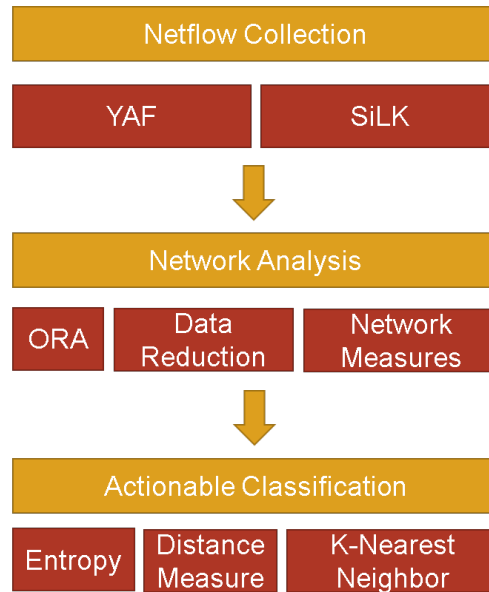 Netflow Collection
YAF
SiLK
Network Analysis
ORA
Data
Reduction
Network
Measures
Actionable Classification
Entropy
Distance
Measure
K-Nearest
Neighbor